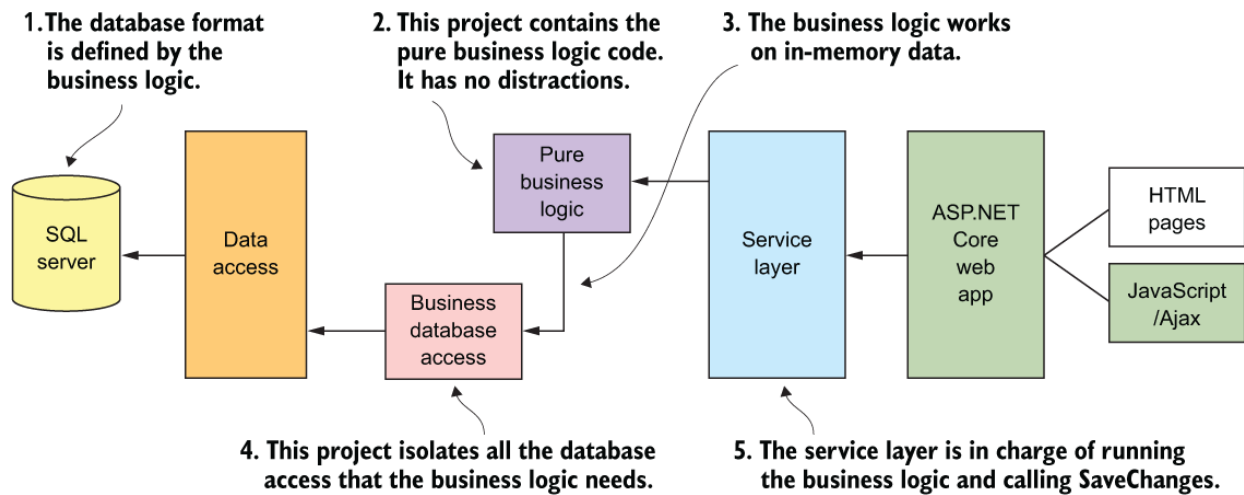 1. The database format
is defined by the
business logic.
2. This project contains the
pure business logic code.
It has no distractions.
3. The business logic works
on in-memory data.
SQL
server
Data
access
Pure
business
logic
Business
database
access
Service
layer
ASP.NET
Core
web
app
HTML
pages
JavaScript
/Ajax
4. This project isolates all the database
access that the business logic needs.
5. The service layer is in charge of running
the business logic and calling SaveChanges.